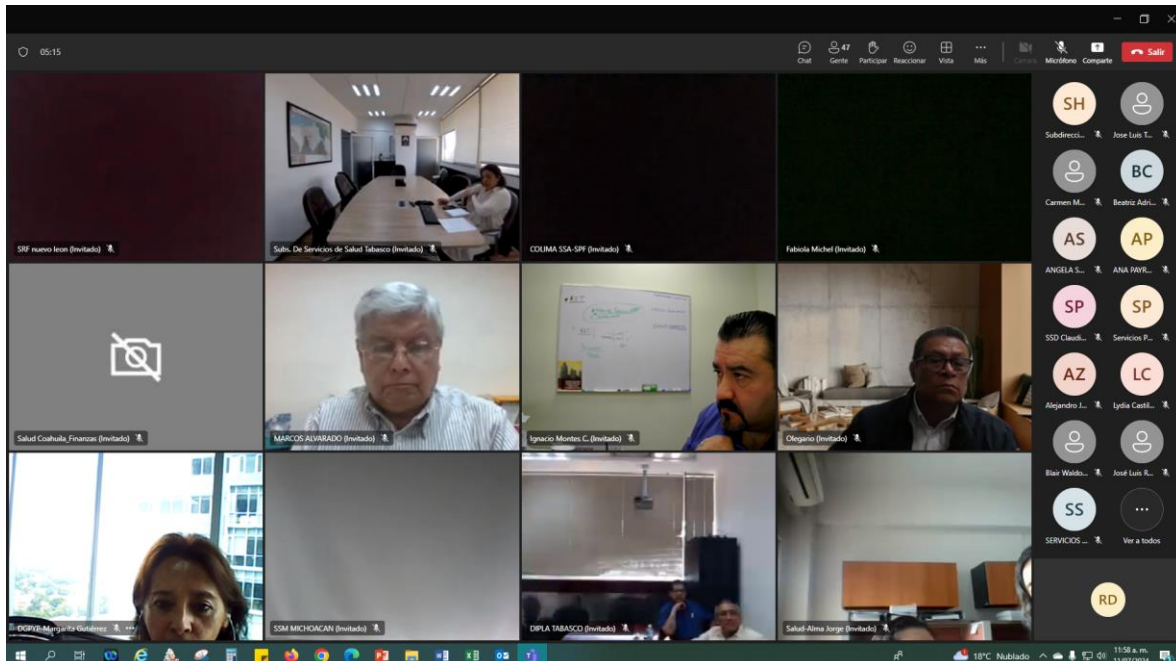 05:15
Chat
47
Gente
Participar
Reaccionar
Vista
Más
Cámara
Micrófono
Comparte
Salir
SRF nuevo leon (Invitado)
Subs. De Servicios de Salud Tabasco (Invitado)
COLIMA SSA-SPF (Invitado)
Fabiola Michel (Invitado)
SH
Subdirecci...
Jose Luis T...
Carmen M...
BC
Beatriz Adri...
AS
ANGELA S...
AP
ANA PAYR...
Salud Coahuila_Finanzas (Invitado)
MARCOS ALVARADO (Invitado)
Ignacio Montes C. (Invitado)
Olegario (Invitado)
SP
SSD Claudi...
SP
Servicios P...
AZ
Alejandro J...
LC
Lydia Castil...
Blair Waldo...
José Luis R...
SS
SERVICIOS ...
...
Ver a todos
DGPYP-Margarita Gutiérrez
SSM MICHOACAN (Invitado)
DIPLA TABASCO (Invitado)
Salud-Alma Jorge (Invitado)
RD
18°C Nublado
11:58 a. m.